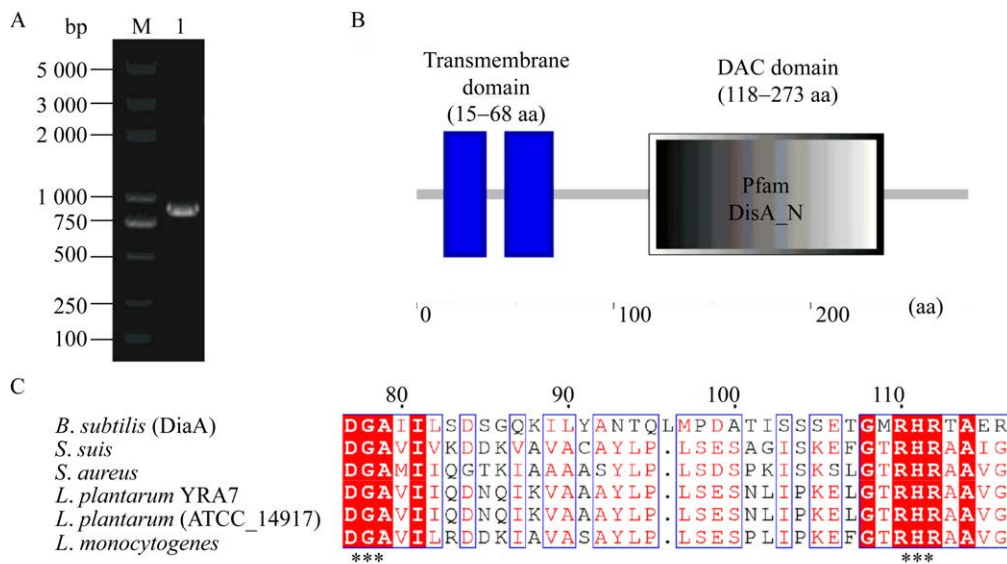 A
bp M 1
5 000
3 000
2 000
1 000
750
500
250
100
B
Transmembrane
domain
(15–68 aa)
DAC domain
(118–273 aa)
Pfam
DisA_N
0 100 200 (aa)
C
80 90 100 110
B. subtilis (DiaA) DGAIILSDSGQKILYANTQLMPDATISSSETGMRHRTAER
S. suis DGAVIVKDDKVAVACAYLP.LSESAGISKEFGTRHRAAIG
S. aureus DGAMIIQGTKIAAAASYLP.LSDSPKISKSLGTRHRAAVG
L. plantarum YRA7 DGAVIIQDNQIKVAAAYLP.LSESNLIPKELGTRHRAAVG
L. plantarum (ATCC_14917) DGAVIIQDNQIKVAAAYLP.LSESNLIPKELGTRHRAAVG
L. monocytogenes DGAVILRDDKIAVASAYLP.LSESPLIPKEFGTRHRAAVG
*** ***